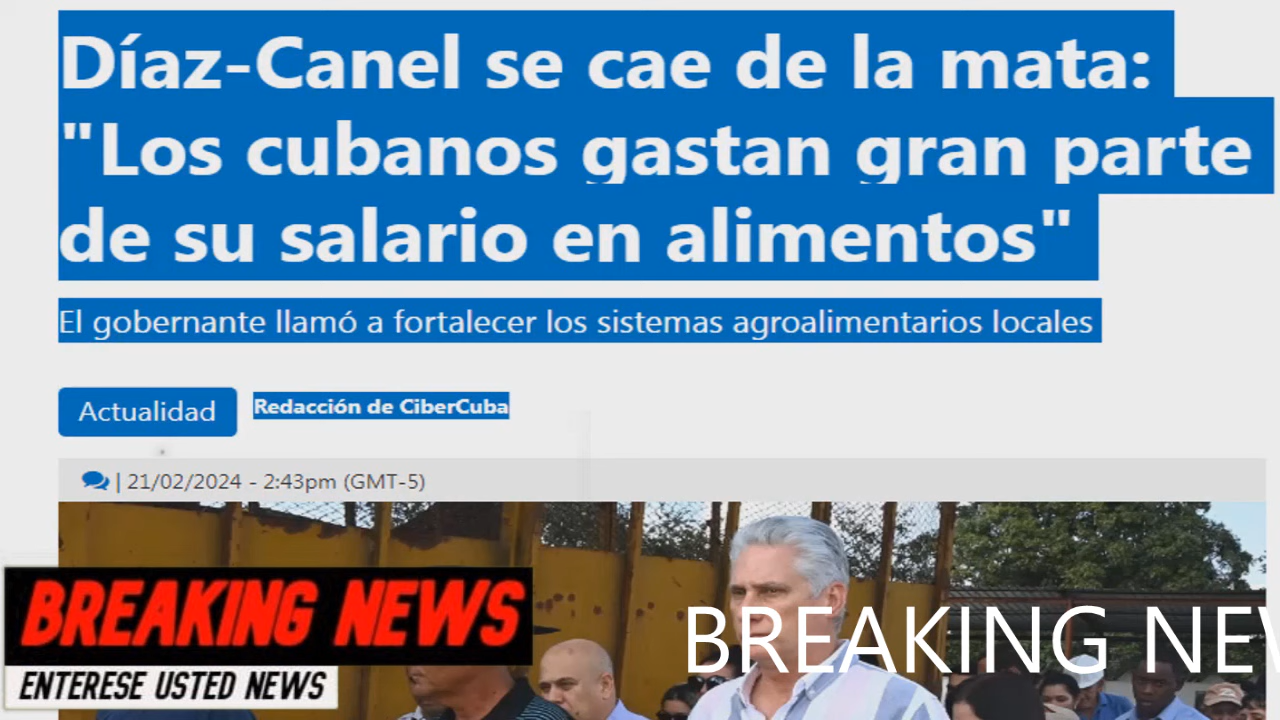 Díaz-Canel se cae de la mata:
"Los cubanos gastan gran parte
de su salario en alimentos"
El gobernante llamó a fortalecer los sistemas agroalimentarios locales
Actualidad
Redacción de CiberCuba
| 21/02/2024 - 2:43pm (GMT-5)
BREAKING NEWS
ENTERESE USTED NEWS
BREAKING NEW